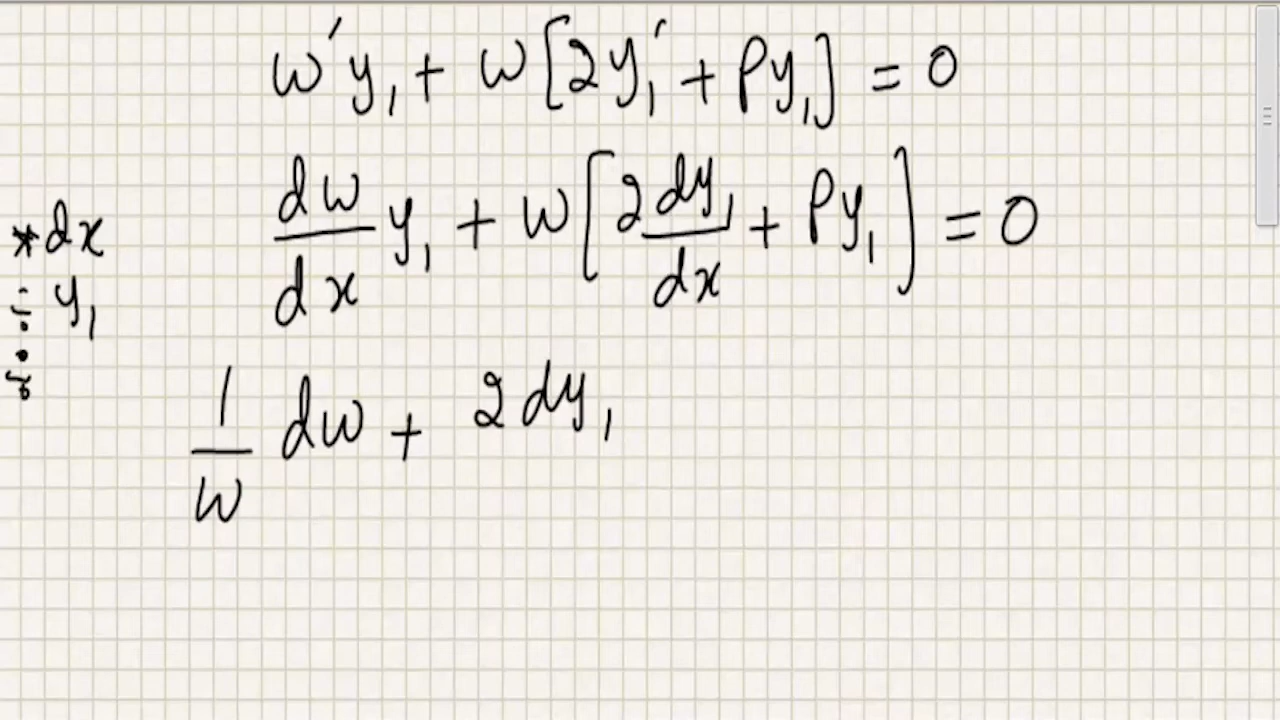 w'y₁ + w[2y₁' + Py₁] = 0
dw/dx y₁ + w[2 dy₁/dx + Py₁] = 0
* dx
÷ y₁
÷
1/w dw + 2dy₁